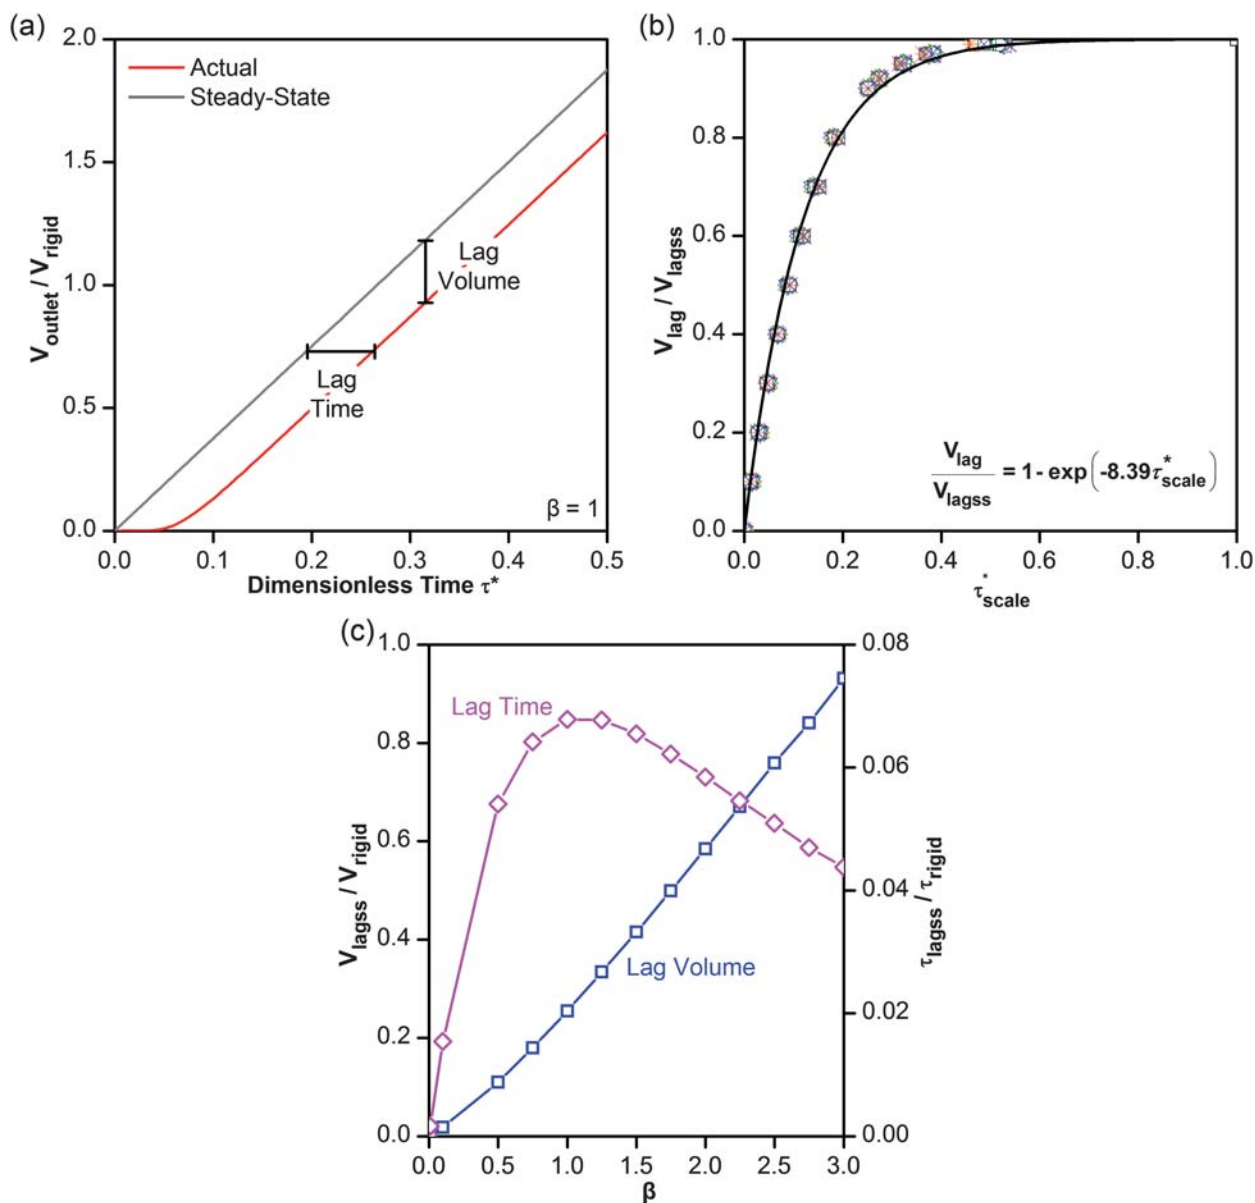 (a)
2.0
1.5
1.0
0.5
0.0
V_outlet / V_rigid
Actual
Steady-State
Lag
Volume
Lag
Time
β = 1
0.0 0.1 0.2 0.3 0.4 0.5
Dimensionless Time τ*
(b)
1.0
0.8
0.6
0.4
0.2
0.0
V_lag / V_lagss
V_lag / V_lagss = 1 - exp(-8.39τ*_scale)
0.0 0.2 0.4 0.6 0.8 1.0
τ*_scale
(c)
1.0
0.8
0.6
0.4
0.2
0.0
V_lagss / V_rigid
Lag Time
Lag Volume
0.08
0.06
0.04
0.02
0.00
τ_lagss / τ_rigid
0.0 0.5 1.0 1.5 2.0 2.5 3.0
β